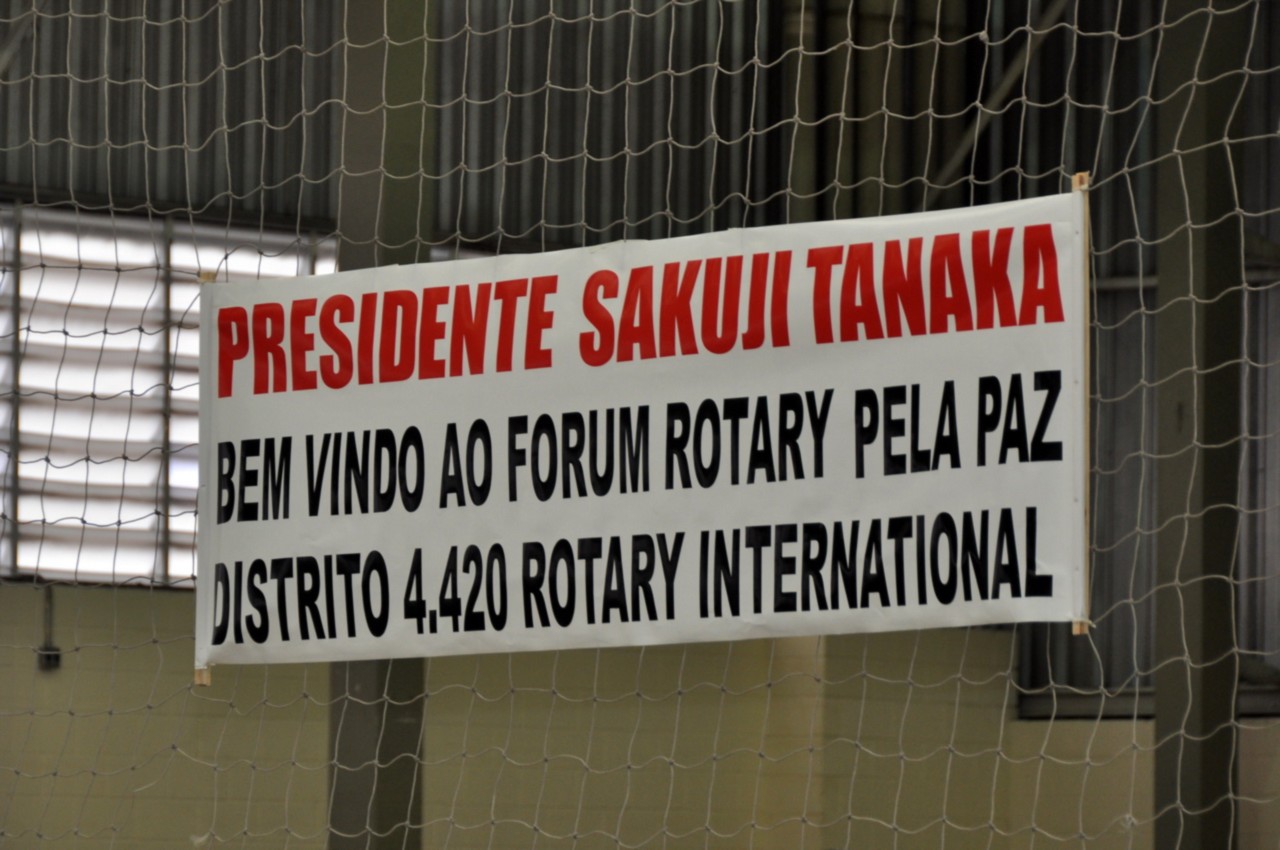 PRESIDENTE SAKUJI TANAKA
BEM VINDO AO FORUM ROTARY PELA PAZ
DISTRITO 4.420 ROTARY INTERNATIONAL